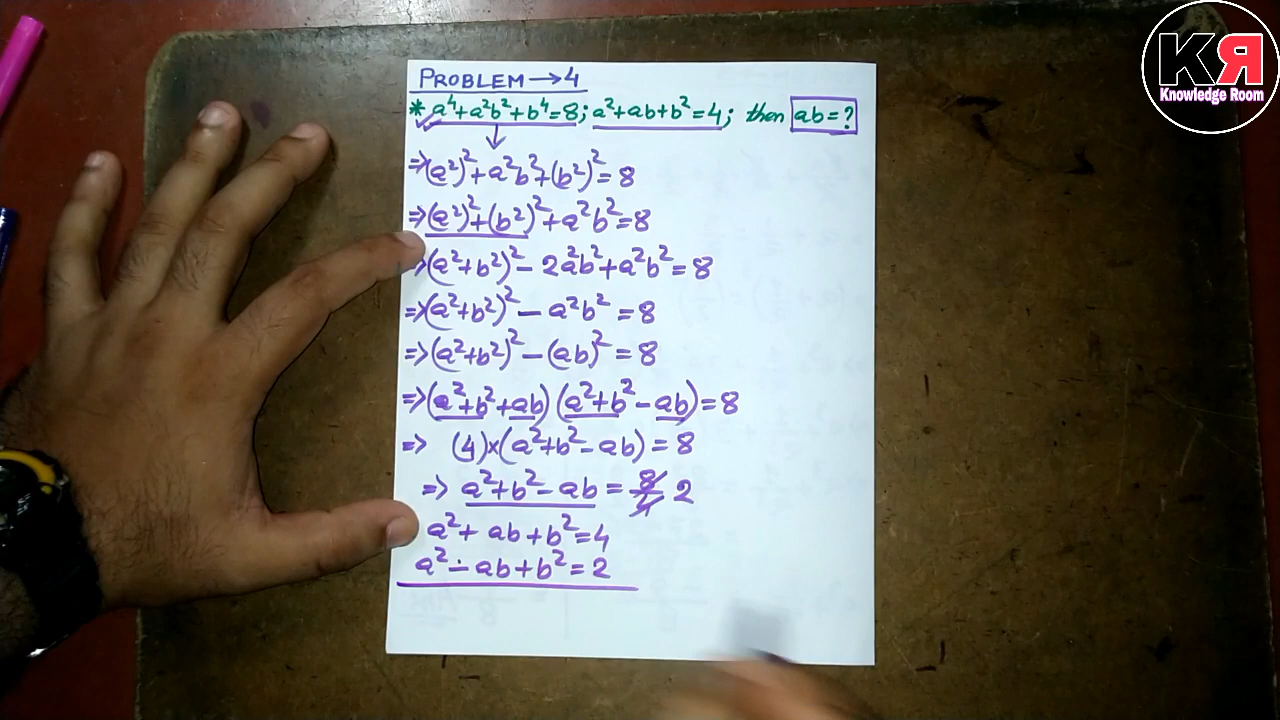 KЯ
Knowledge Room
PROBLEM → 4
* a⁴+a²b²+b⁴=8; a²+ab+b²=4; then ab=?
⇒(a²)²+a²b²+(b²)²=8
⇒(a²)²+(b²)²+a²b²=8
⇒(a²+b²)²-2a²b²+a²b²=8
⇒(a²+b²)²-a²b²=8
⇒(a²+b²)²-(ab)²=8
⇒(a²+b²+ab)(a²+b²-ab)=8
⇒ (4)×(a²+b²-ab)=8
⇒ a²+b²-ab=8/4 2
a²+ab+b²=4
a²-ab+b²=2